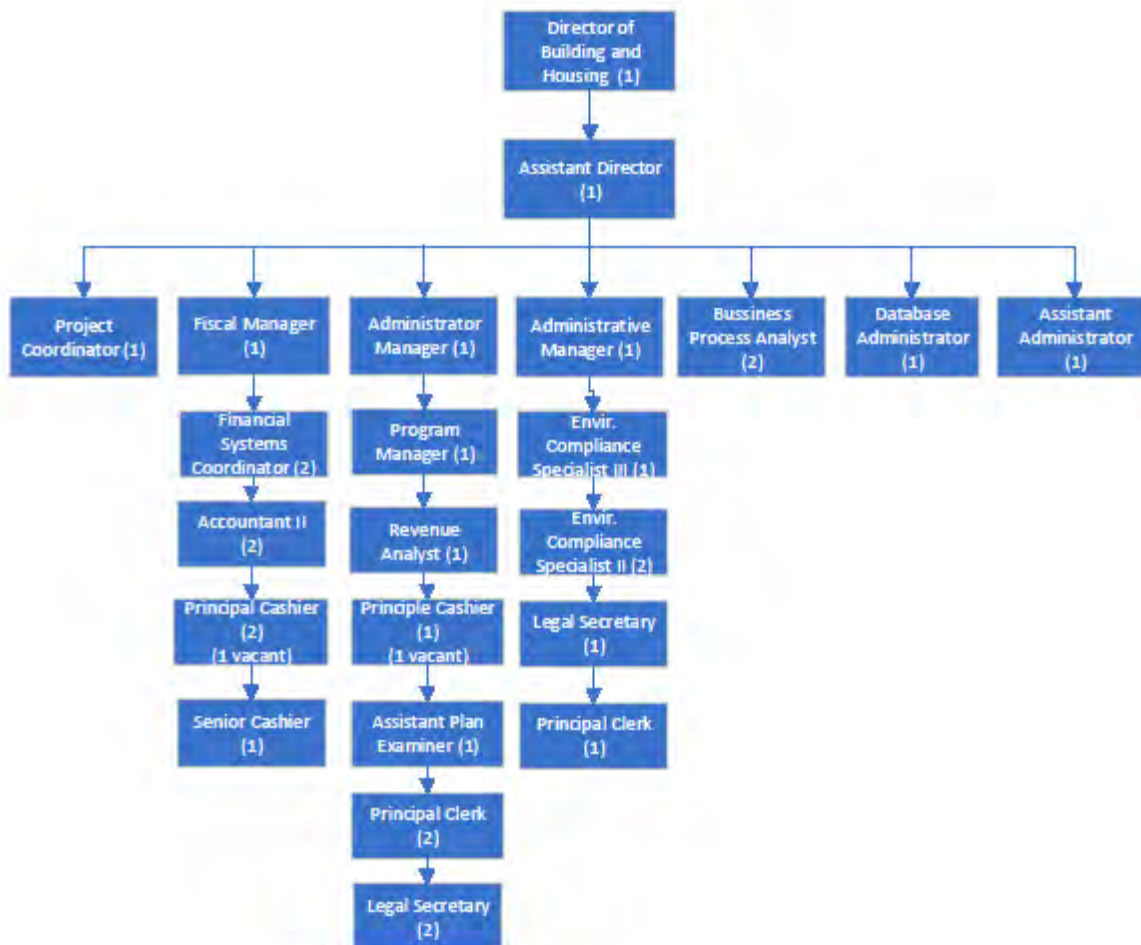 Director of
Building and
Housing (1)
Assistant Director
(1)
Project
Coordinator (1)
Fiscal Manager
(1)
Administrator
Manager (1)
Administrative
Manager (1)
Bussiness
Process Analyst
(2)
Database
Administrator
(1)
Assistant
Administrator
(1)
Financial
Systems
Coordinator (2)
Program
Manager (1)
Envir.
Compliance
Specialist III (1)
Accountant II
(2)
Revenue
Analyst (1)
Envir.
Compliance
Specialist II (2)
Principal Cashier
(2)
(1 vacant)
Principle Cashier
(1)
(1 vacant)
Legal Secretary
(1)
Senior Cashier
(1)
Assistant Plan
Examiner (1)
Principal Clerk
(1)
Principal Clerk
(2)
Legal Secretary
(2)